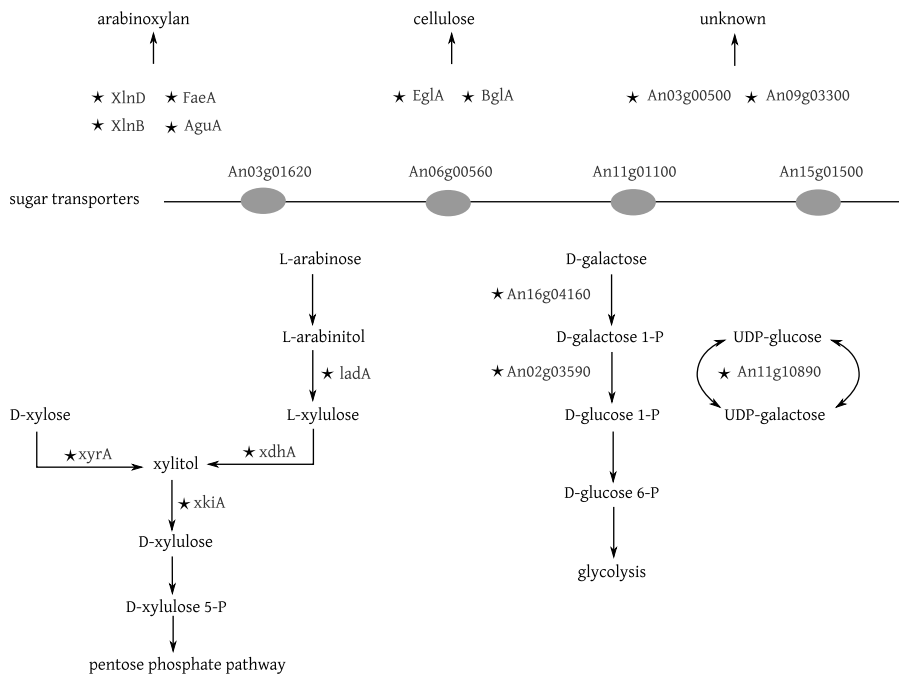 arabinoxylan cellulose unknown
XlnD FaeA EglA BglA An03g00500 An09g03300
XlnB AguA
An03g01620 An06g00560 An11g01100 An15g01500
sugar transporters
L-arabinose D-galactose
An16g04160
L-arabinitol D-galactose 1-P UDP-glucose
ladA An02g03590 An11g10890
D-xylose L-xylulose D-glucose 1-P UDP-galactose
xyrA xylitol xdhA
D-glucose 6-P
xkiA
D-xylulose
glycolysis
D-xylulose 5-P
pentose phosphate pathway